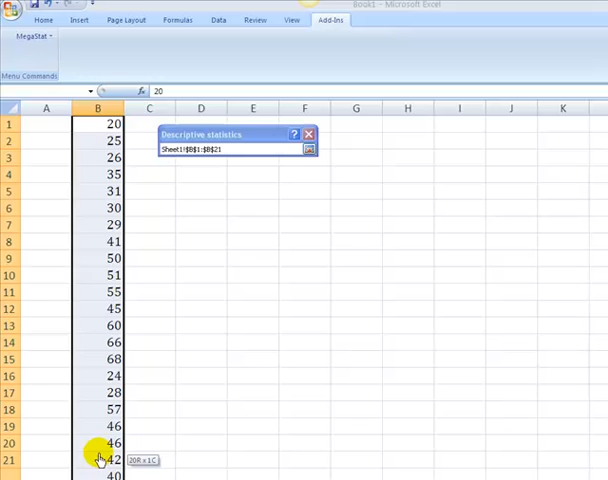 Book1 - Microsoft Excel
Home Insert Page Layout Formulas Data Review View Add-Ins
MegaStat
Menu Commands
fx 20
A B C D E F G H I J K
1 20
Descriptive statistics ?
2 25
Sheet1!$B$1:$B$21
3 26
4 35
5 31
6 30
7 29
8 41
9 50
10 51
11 55
12 45
13 60
14 66
15 68
16 24
17 28
18 57
19 46
20 46
21 42 20R x 1C
40